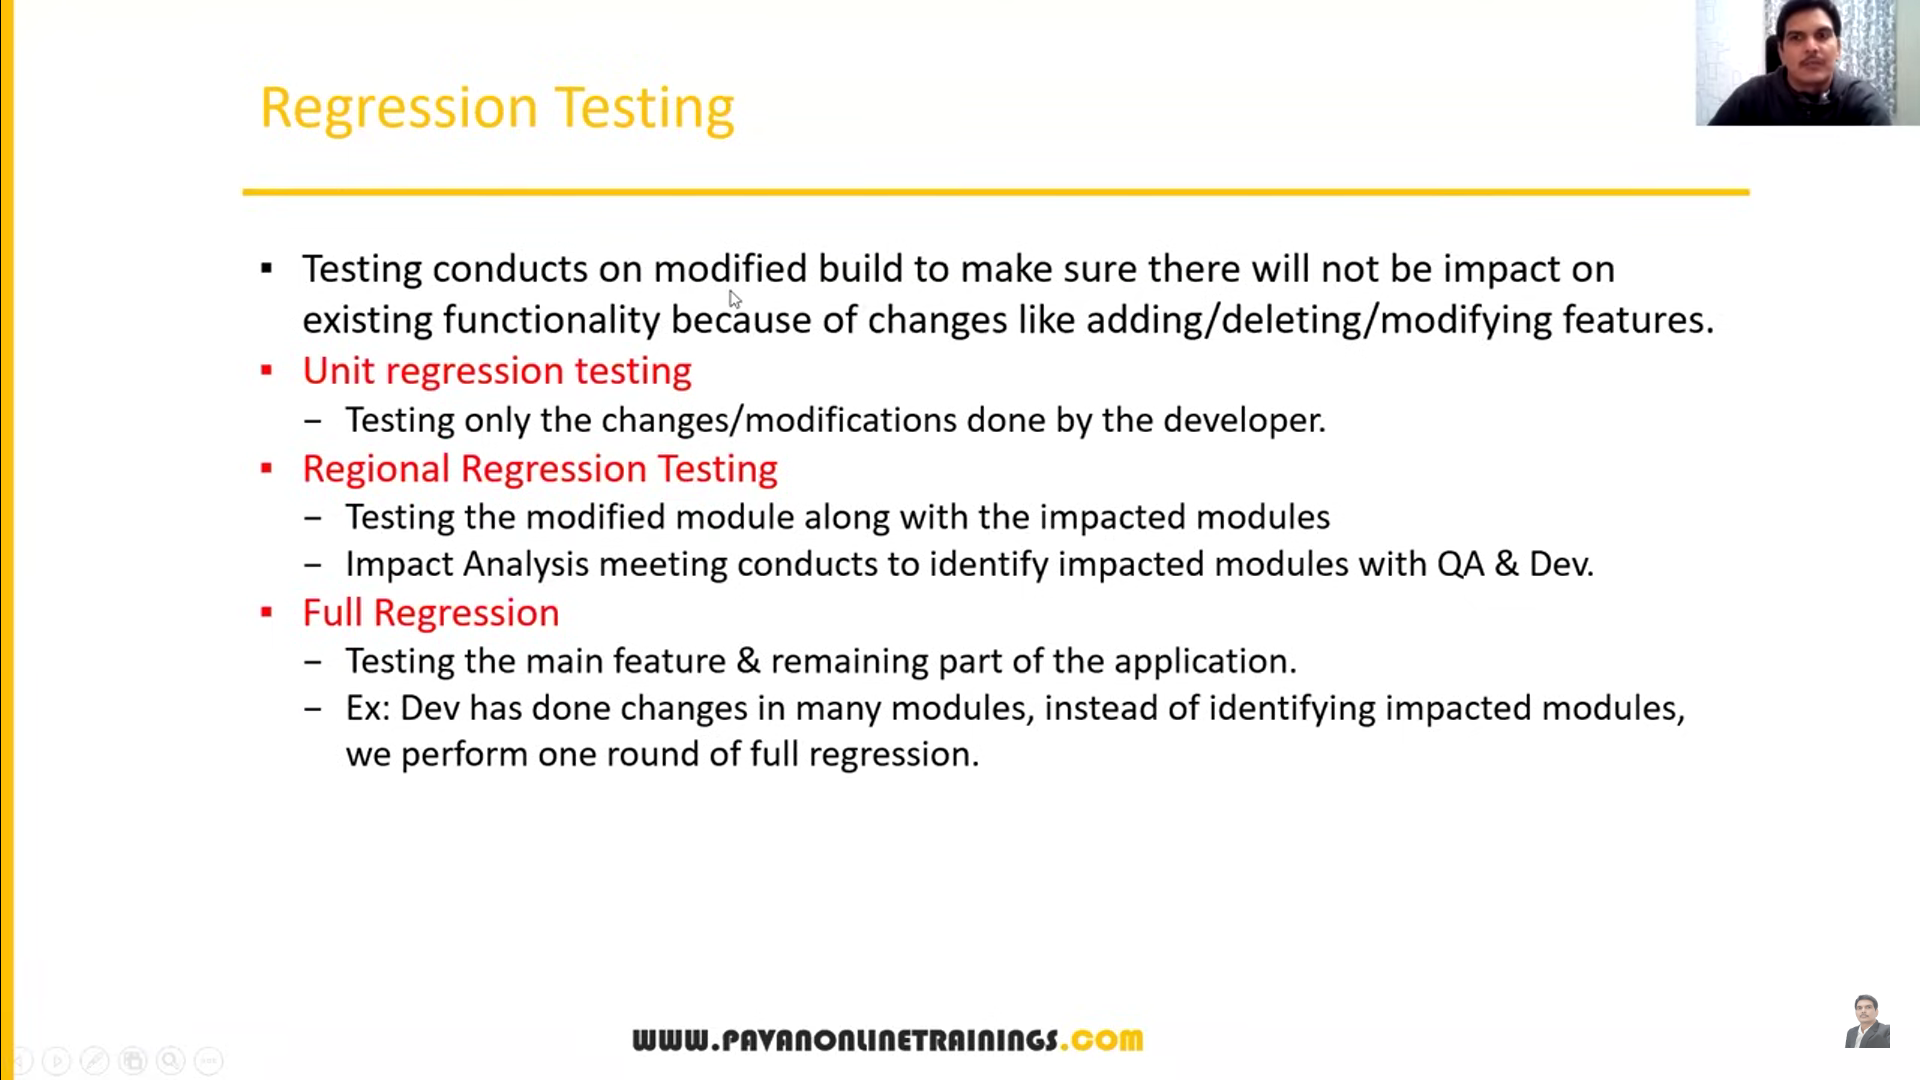 Regression Testing
▪ Testing conducts on modified build to make sure there will not be impact on
existing functionality because of changes like adding/deleting/modifying features.
▪ Unit regression testing
– Testing only the changes/modifications done by the developer.
▪ Regional Regression Testing
– Testing the modified module along with the impacted modules
– Impact Analysis meeting conducts to identify impacted modules with QA & Dev.
▪ Full Regression
– Testing the main feature & remaining part of the application.
– Ex: Dev has done changes in many modules, instead of identifying impacted modules,
we perform one round of full regression.
WWW.PAVANONLINETRAININGS.COM